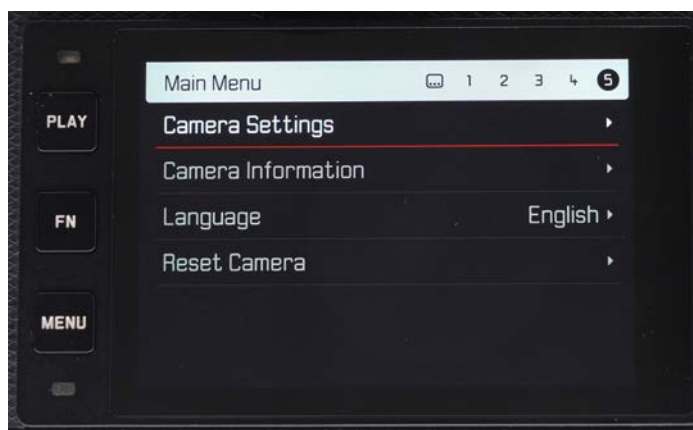 Main Menu 1 2 3 4 5
PLAY
Camera Settings
Camera Information
FN
Language English
Reset Camera
MENU